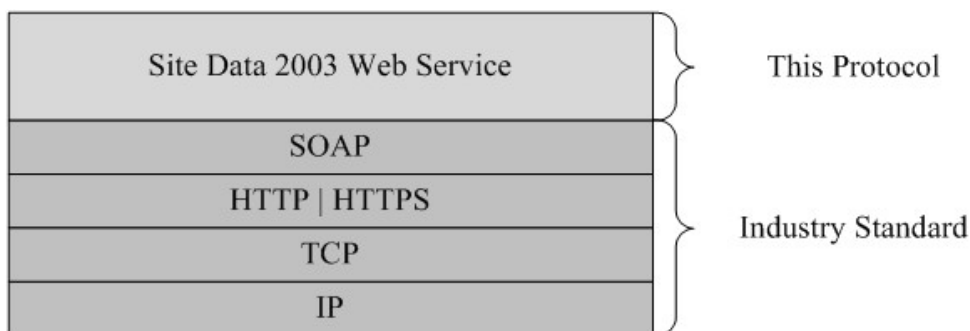 Site Data 2003 Web Service
This Protocol
SOAP
HTTP | HTTPS
TCP
IP
Industry Standard